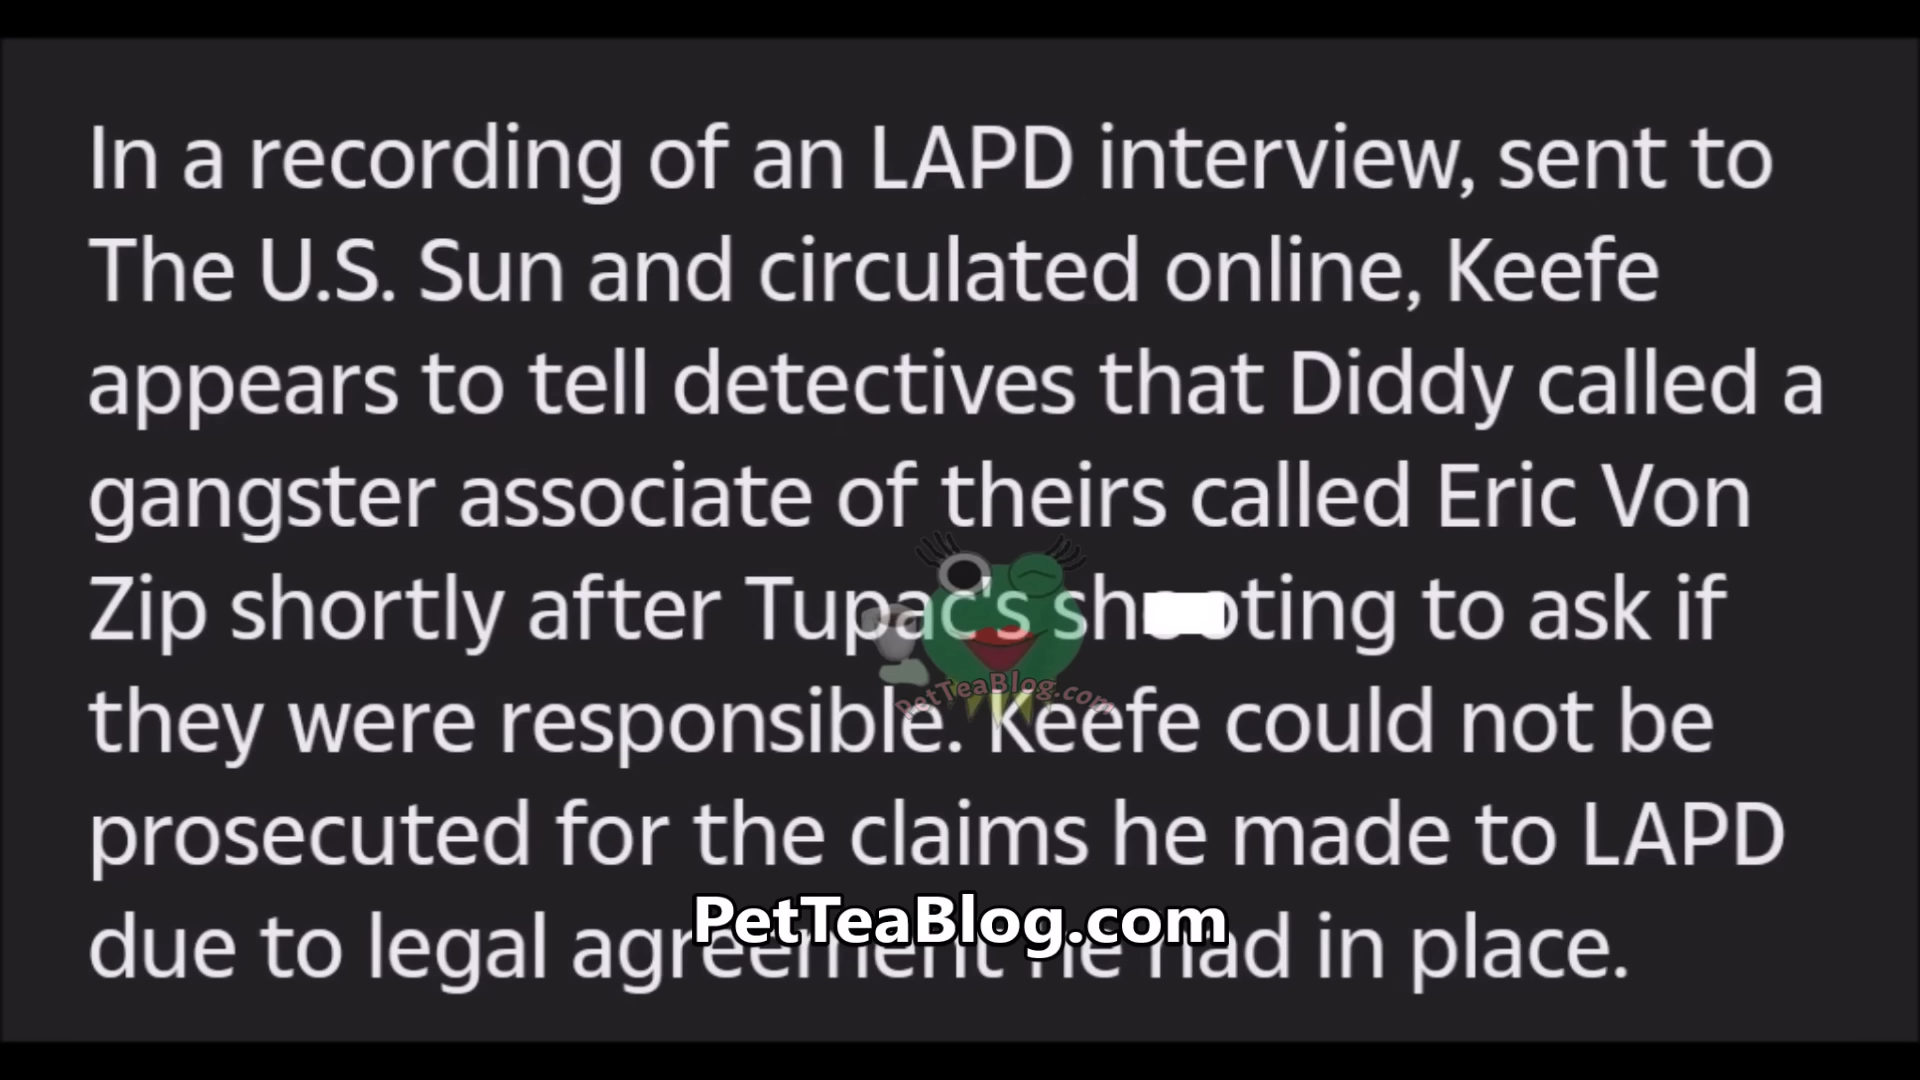 In a recording of an LAPD interview, sent to
The U.S. Sun and circulated online, Keefe
appears to tell detectives that Diddy called a
gangster associate of theirs called Eric Von
Zip shortly after Tupac's shooting to ask if
they were responsible. Keefe could not be
PetTeaBlog.com
prosecuted for the claims he made to LAPD
PetTeaBlog.com
due to legal agreement he had in place.